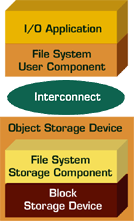 I/O Application
File System
User Component
Interconnect
Object Storage Device
File System
Storage Component
Block
Storage Device